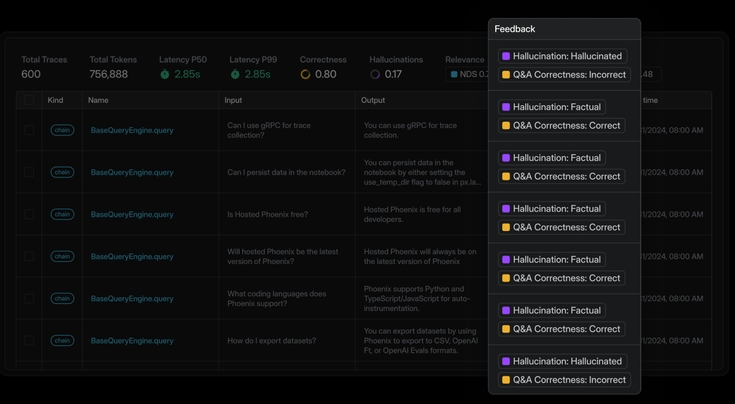 Feedback
Total Traces
600
Total Tokens
756,888
Latency P50
2.85s
Latency P99
2.85s
Correctness
0.80
Hallucinations
0.17
Relevance
NDS 0.
.48
Kind
Name
Input
Output
time
chain
BaseQueryEngine.query
Can I use gRPC for trace
collection?
You can use gRPC for trace
collection.
Hallucination: Hallucinated
Q&A Correctness: Incorrect
1/2024, 08:00 AM
chain
BaseQueryEngine.query
Can I persist data in the notebook?
You can persist data in the
notebook by either setting the
use_temp_dir flag to false in px.la...
Hallucination: Factual
Q&A Correctness: Correct
1/2024, 08:00 AM
chain
BaseQueryEngine.query
Is Hosted Phoenix free?
Hosted Phoenix is free for all
developers.
Hallucination: Factual
Q&A Correctness: Correct
1/2024, 08:00 AM
chain
BaseQueryEngine.query
Will hosted Phoenix be the latest
version of Phoenix?
Hosted Phoenix will always be on
the latest version of Phoenix
Hallucination: Factual
Q&A Correctness: Correct
1/2024, 08:00 AM
chain
BaseQueryEngine.query
What coding languages does
Phoenix support?
Phoenix supports Python and
TypeScript/JavaScript for auto-
instrumentation.
Hallucination: Factual
Q&A Correctness: Correct
1/2024, 08:00 AM
chain
BaseQueryEngine.query
How do I export datasets?
You can export datasets by using
Phoenix to export to CSV, OpenAI
Ft, or OpenAI Evals formats.
Hallucination: Factual
Q&A Correctness: Correct
1/2024, 08:00 AM
Hallucination: Hallucinated
Q&A Correctness: Incorrect